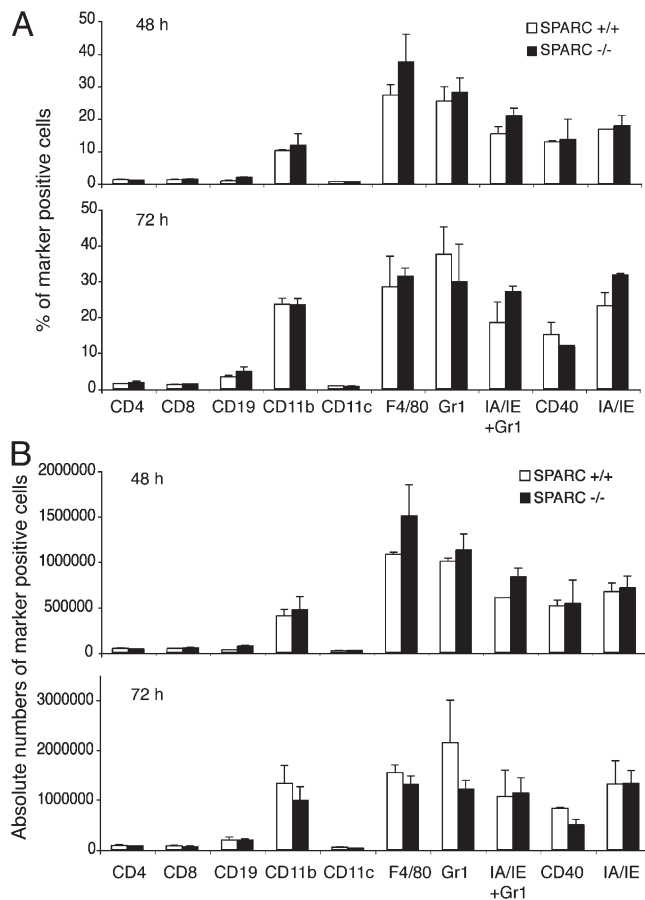 A
48 h
SPARC +/+
SPARC -/-
50
40
30
20
10
0
% of marker positive cells
72 h
50
40
30
20
10
0
CD4 CD8 CD19 CD11b CD11c F4/80 Gr1 IA/IE +Gr1 CD40 IA/IE
B
48 h
SPARC +/+
SPARC -/-
2000000
1500000
1000000
500000
0
Absolute numbers of marker positive cells
72 h
3000000
2000000
1000000
0
CD4 CD8 CD19 CD11b CD11c F4/80 Gr1 IA/IE +Gr1 CD40 IA/IE